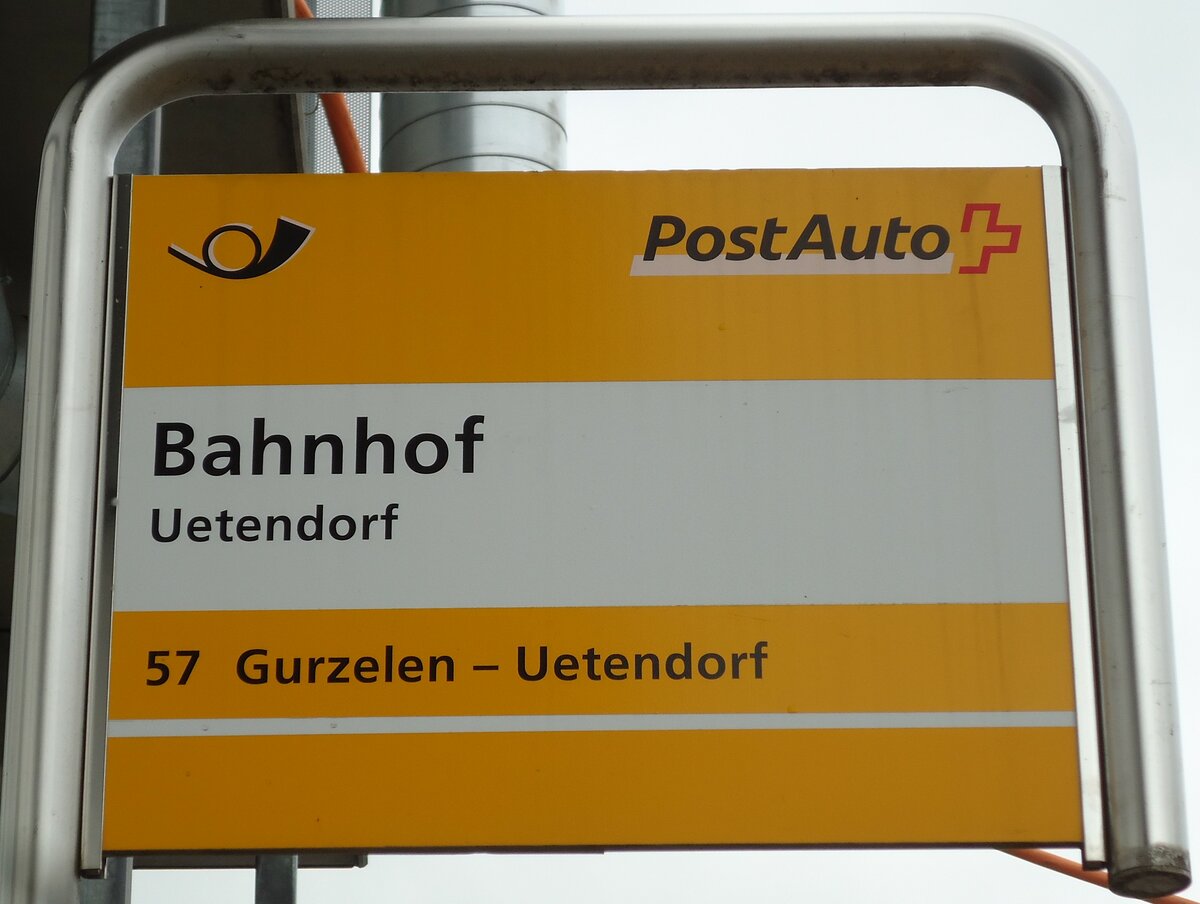 PostAuto
Bahnhof
Uetendorf
57 Gurzelen – Uetendorf